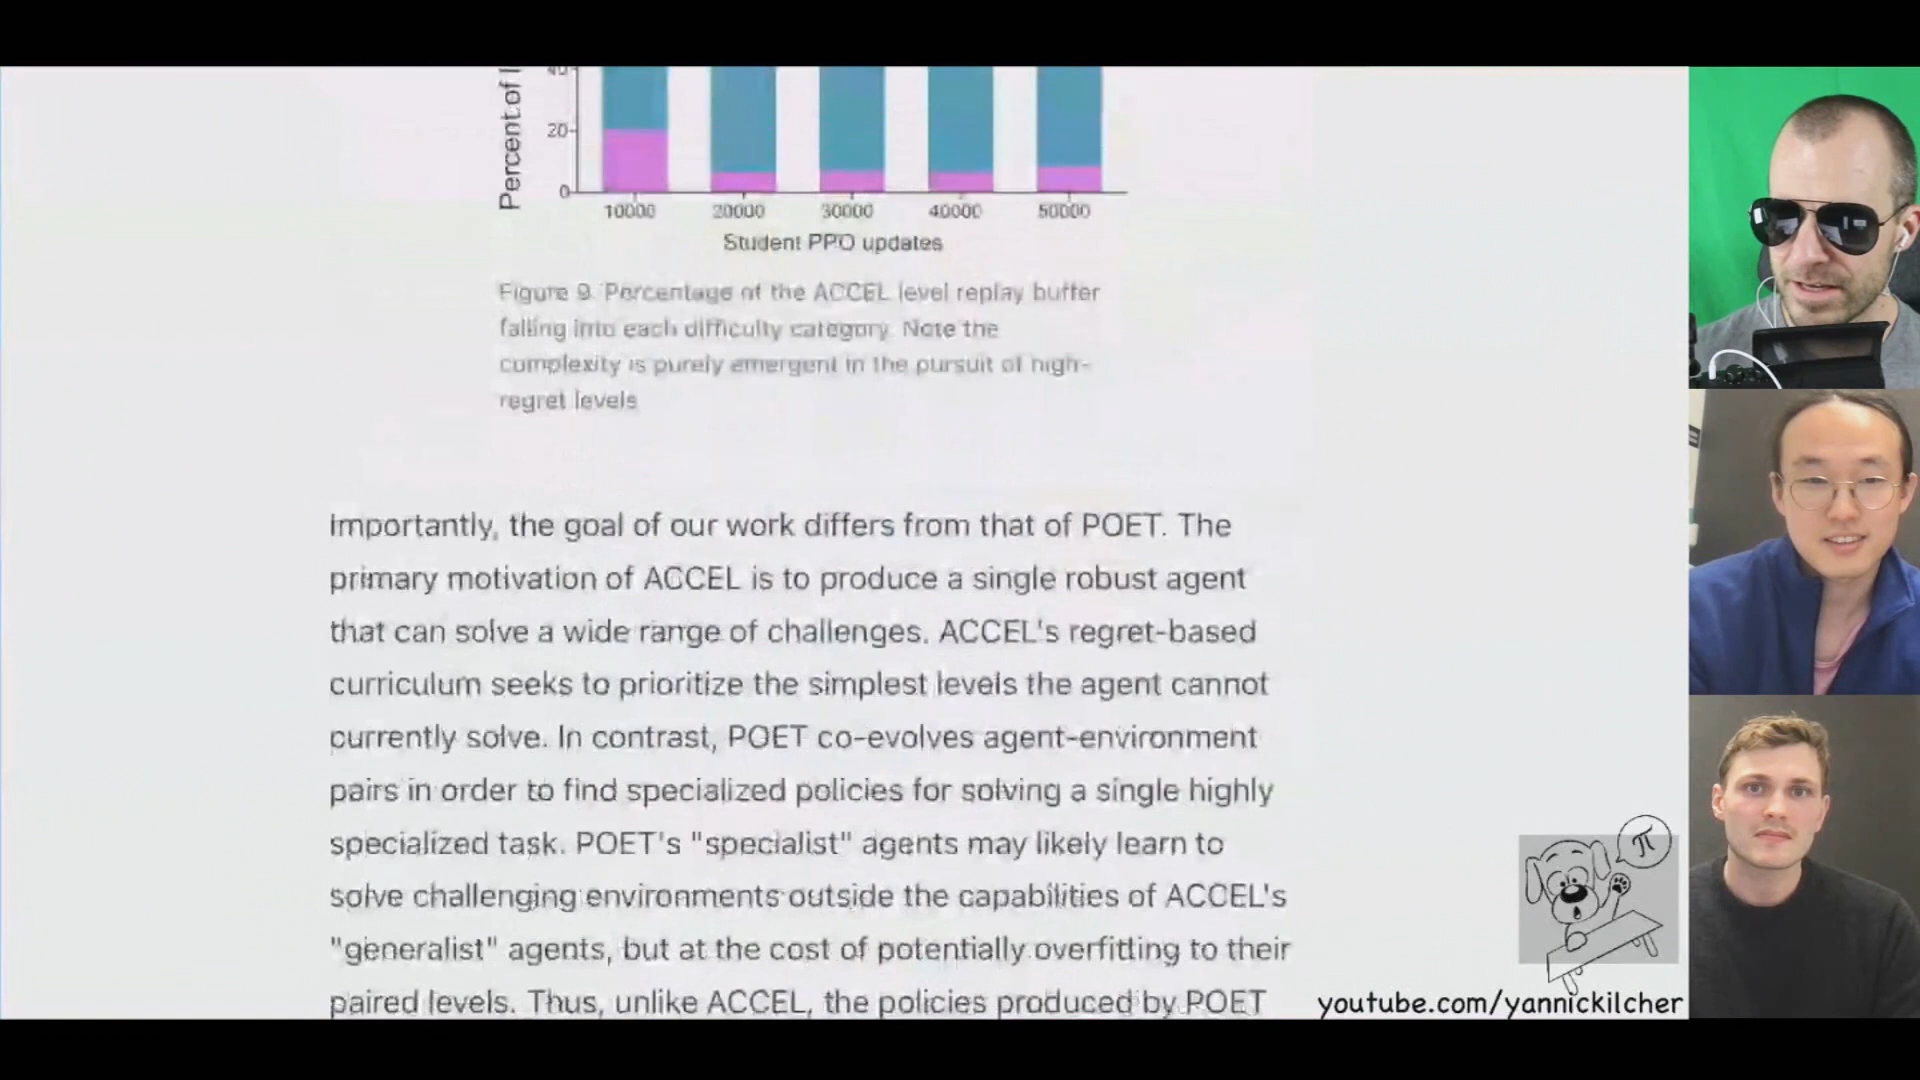 Percent of l
40
20
0
10000 20000 30000 40000 50000
Student PPO updates
Figure 9. Percentage of the ACCEL level replay buffer
falling into each difficulty category. Note the
complexity is purely emergent in the pursuit of high-
regret levels
Importantly, the goal of our work differs from that of POET. The
primary motivation of ACCEL is to produce a single robust agent
that can solve a wide range of challenges. ACCEL's regret-based
curriculum seeks to prioritize the simplest levels the agent cannot
currently solve. In contrast, POET co-evolves agent-environment
pairs in order to find specialized policies for solving a single highly
specialized task. POET's "specialist" agents may likely learn to
solve challenging environments outside the capabilities of ACCEL's
"generalist" agents, but at the cost of potentially overfitting to their
paired levels. Thus, unlike ACCEL, the policies produced by POET
π
youtube.com/yannickilcher